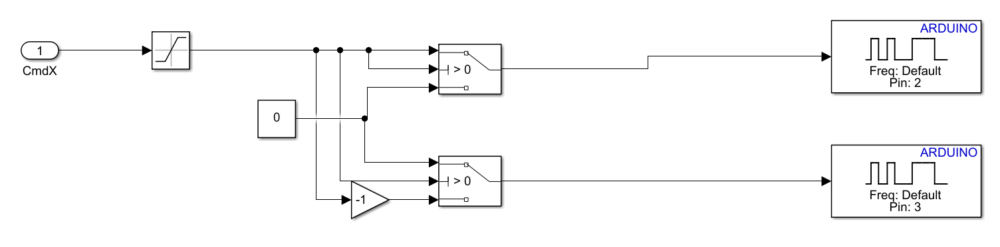 1
CmdX
> 0
ARDUINO
Freq: Default
Pin: 2
0
> 0
-1
ARDUINO
Freq: Default
Pin: 3